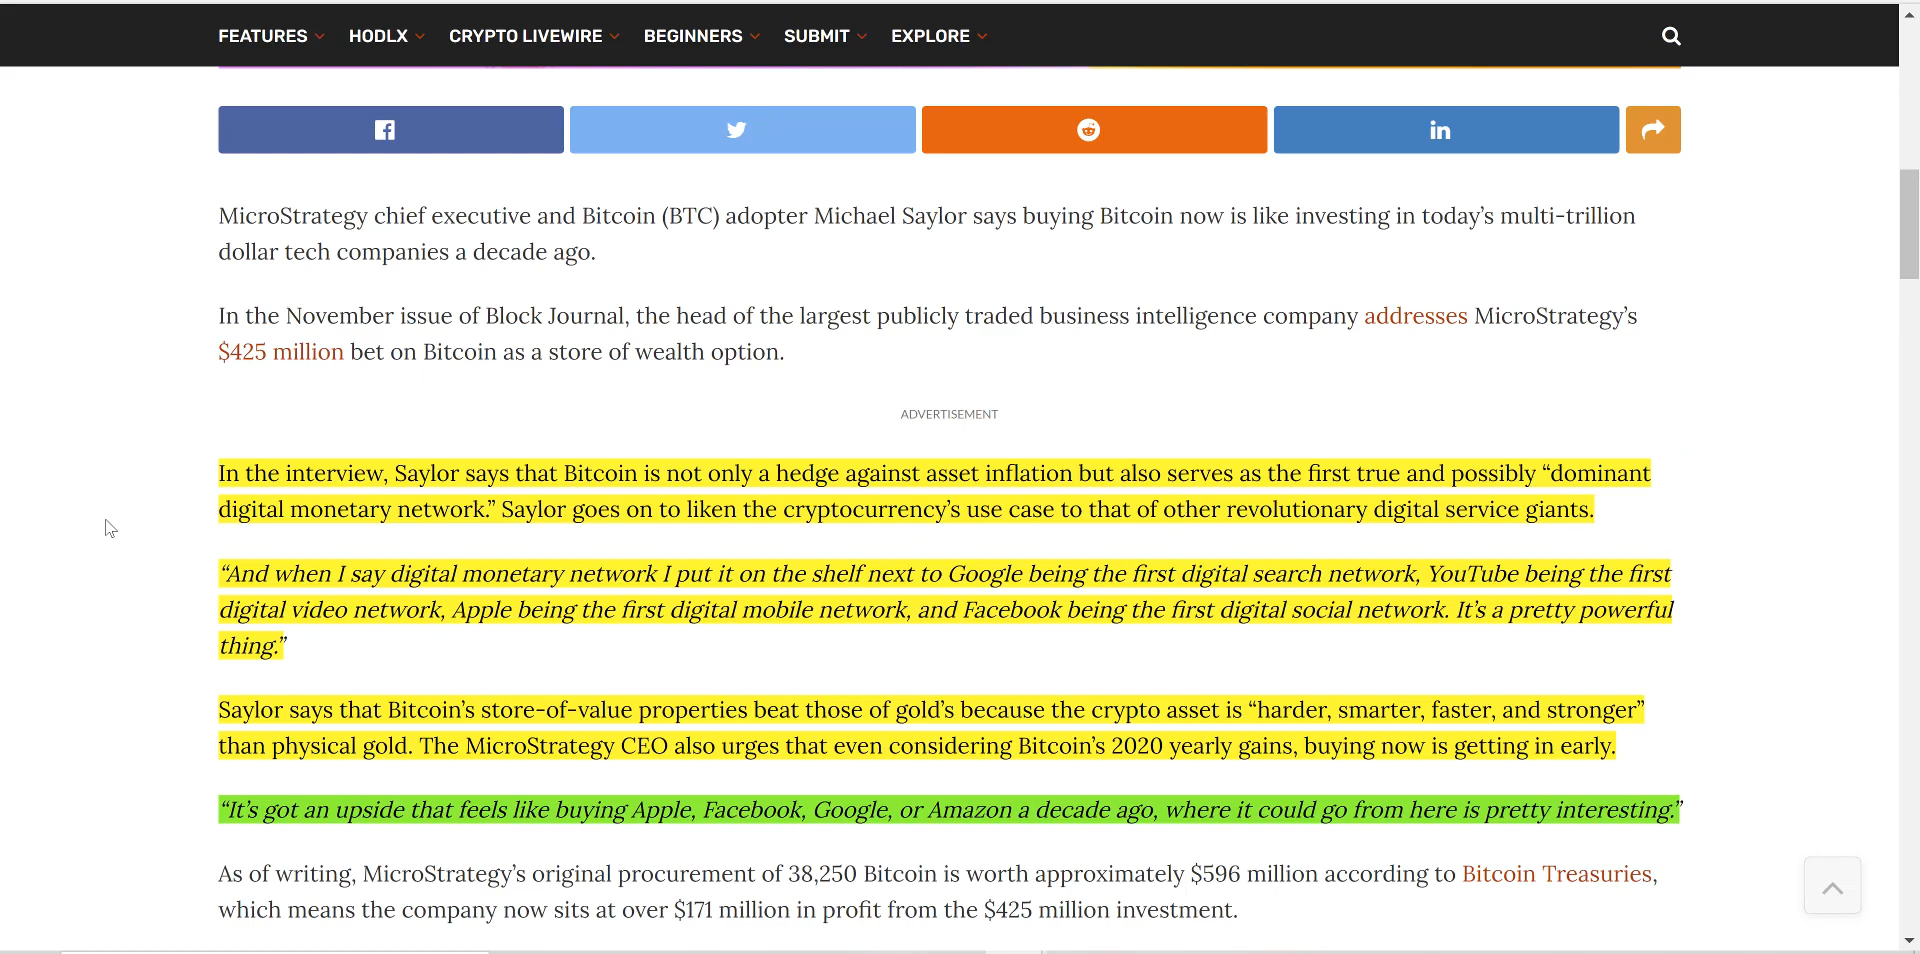 FEATURES HODLX CRYPTO LIVEWIRE BEGINNERS SUBMIT EXPLORE
MicroStrategy chief executive and Bitcoin (BTC) adopter Michael Saylor says buying Bitcoin now is like investing in today’s multi-trillion
dollar tech companies a decade ago.
In the November issue of Block Journal, the head of the largest publicly traded business intelligence company addresses MicroStrategy’s
$425 million bet on Bitcoin as a store of wealth option.
ADVERTISEMENT
In the interview, Saylor says that Bitcoin is not only a hedge against asset inflation but also serves as the first true and possibly “dominant
digital monetary network.” Saylor goes on to liken the cryptocurrency’s use case to that of other revolutionary digital service giants.
“And when I say digital monetary network I put it on the shelf next to Google being the first digital search network, YouTube being the first
digital video network, Apple being the first digital mobile network, and Facebook being the first digital social network. It’s a pretty powerful
thing.”
Saylor says that Bitcoin’s store-of-value properties beat those of gold’s because the crypto asset is “harder, smarter, faster, and stronger”
than physical gold. The MicroStrategy CEO also urges that even considering Bitcoin’s 2020 yearly gains, buying now is getting in early.
“It’s got an upside that feels like buying Apple, Facebook, Google, or Amazon a decade ago, where it could go from here is pretty interesting.”
As of writing, MicroStrategy’s original procurement of 38,250 Bitcoin is worth approximately $596 million according to Bitcoin Treasuries,
which means the company now sits at over $171 million in profit from the $425 million investment.